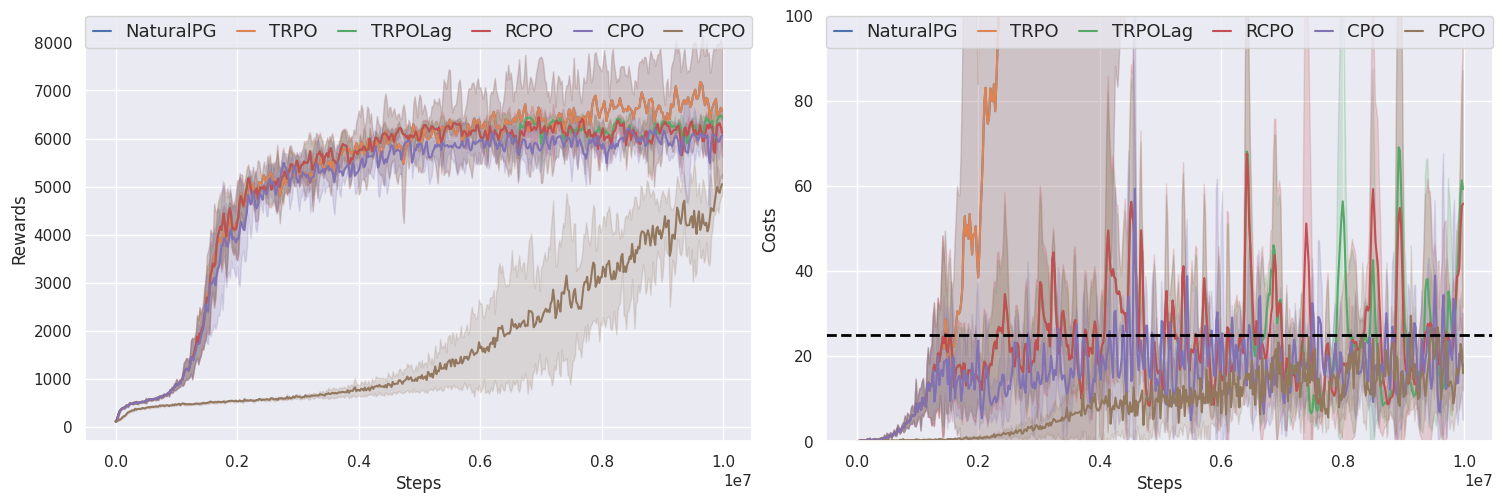 NaturalPG TRPO TRPOLag RCPO CPO PCPO
8000
7000
6000
5000
4000
3000
2000
1000
0
Rewards
0.0 0.2 0.4 0.6 0.8 1.0
1e7
Steps
NaturalPG TRPO TRPOLag RCPO CPO PCPO
100
80
60
40
20
0
Costs
0.0 0.2 0.4 0.6 0.8 1.0
1e7
Steps